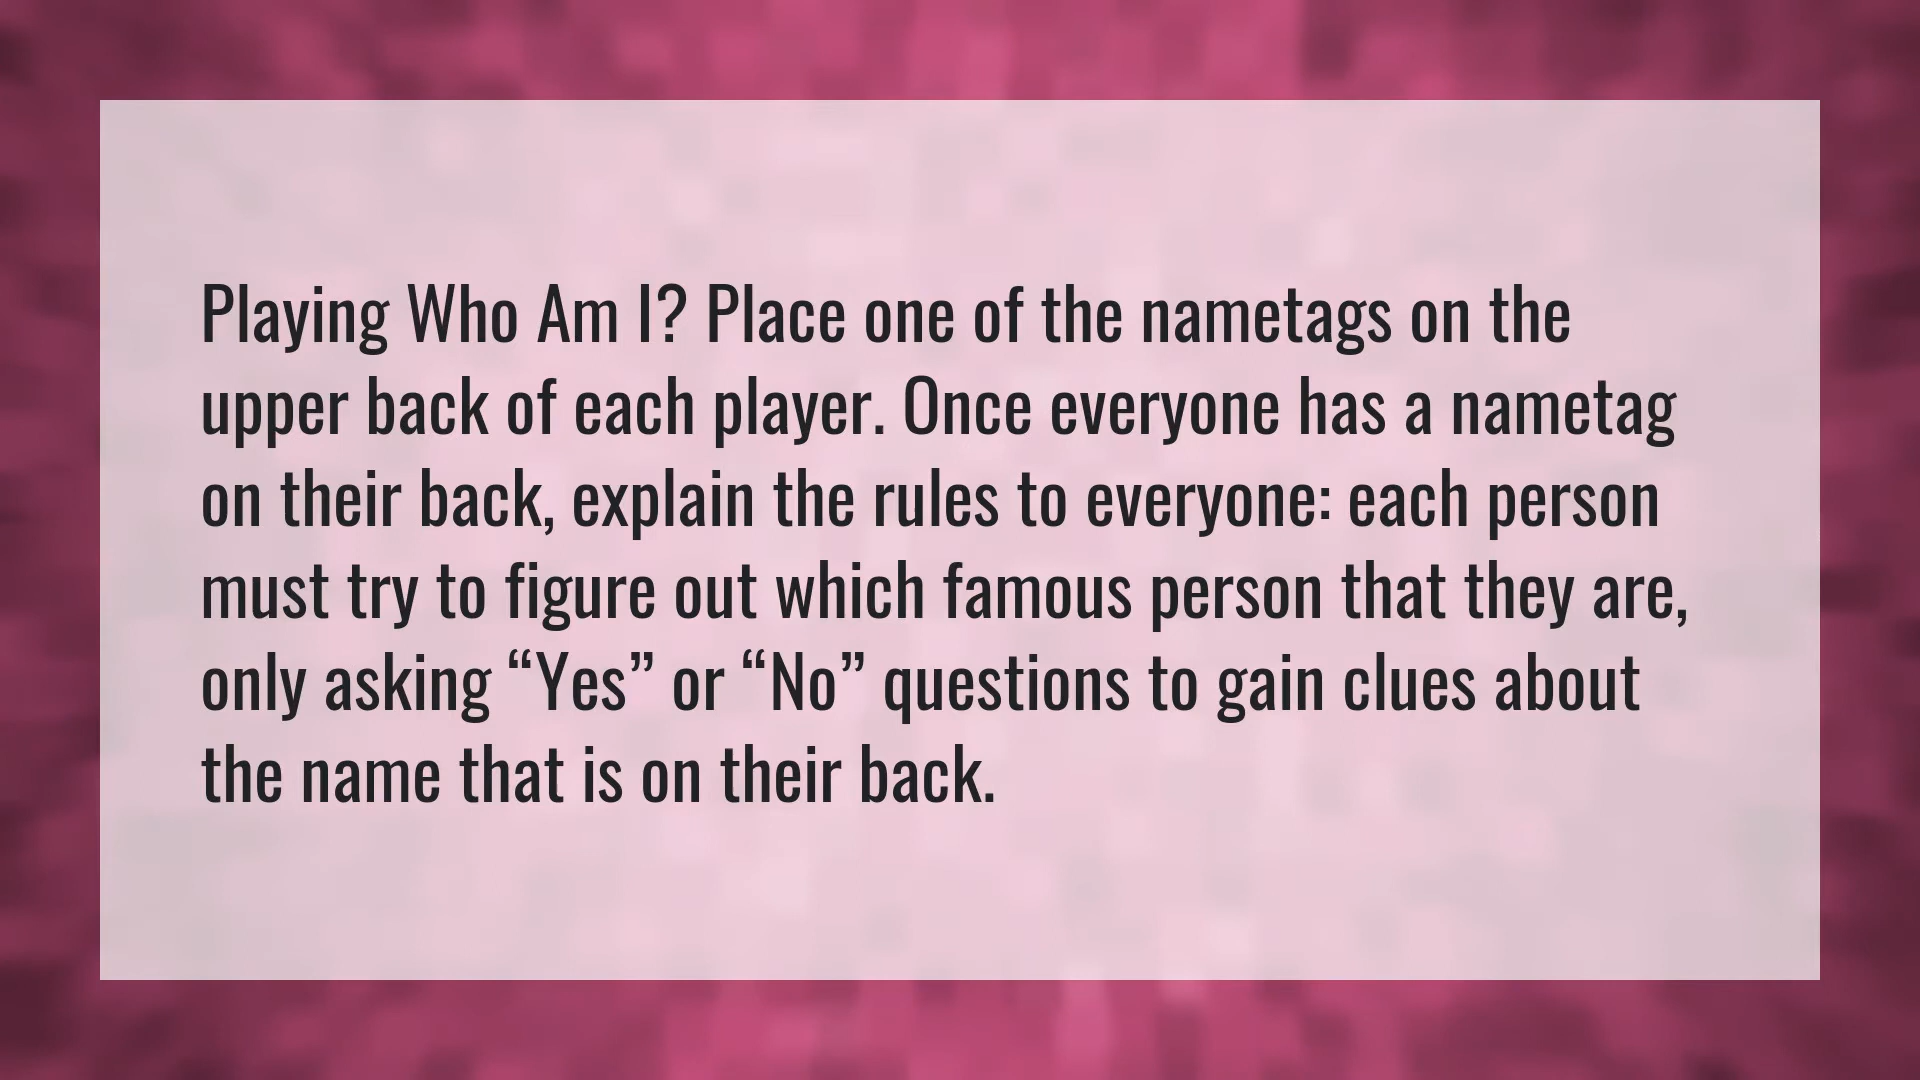 Playing Who Am I? Place one of the nametags on the
upper back of each player. Once everyone has a nametag
on their back, explain the rules to everyone: each person
must try to figure out which famous person that they are,
only asking “Yes” or “No” questions to gain clues about
the name that is on their back.